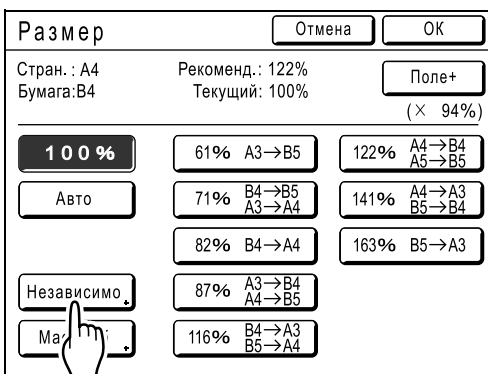 Размер
Отмена
OK
Стран. : A4
Рекоменд.: 122%
Поле+
Бумага:B4
Текущий: 100%
(× 94%)
100%
61% A3→B5
122% A4→B4
A5→B5
Авто
71% B4→B5
A3→A4
141% A4→A3
B5→B4
82% B4→A4
163% B5→A3
Независимо
87% A3→B4
A4→B5
116% B4→A3
B5→A4